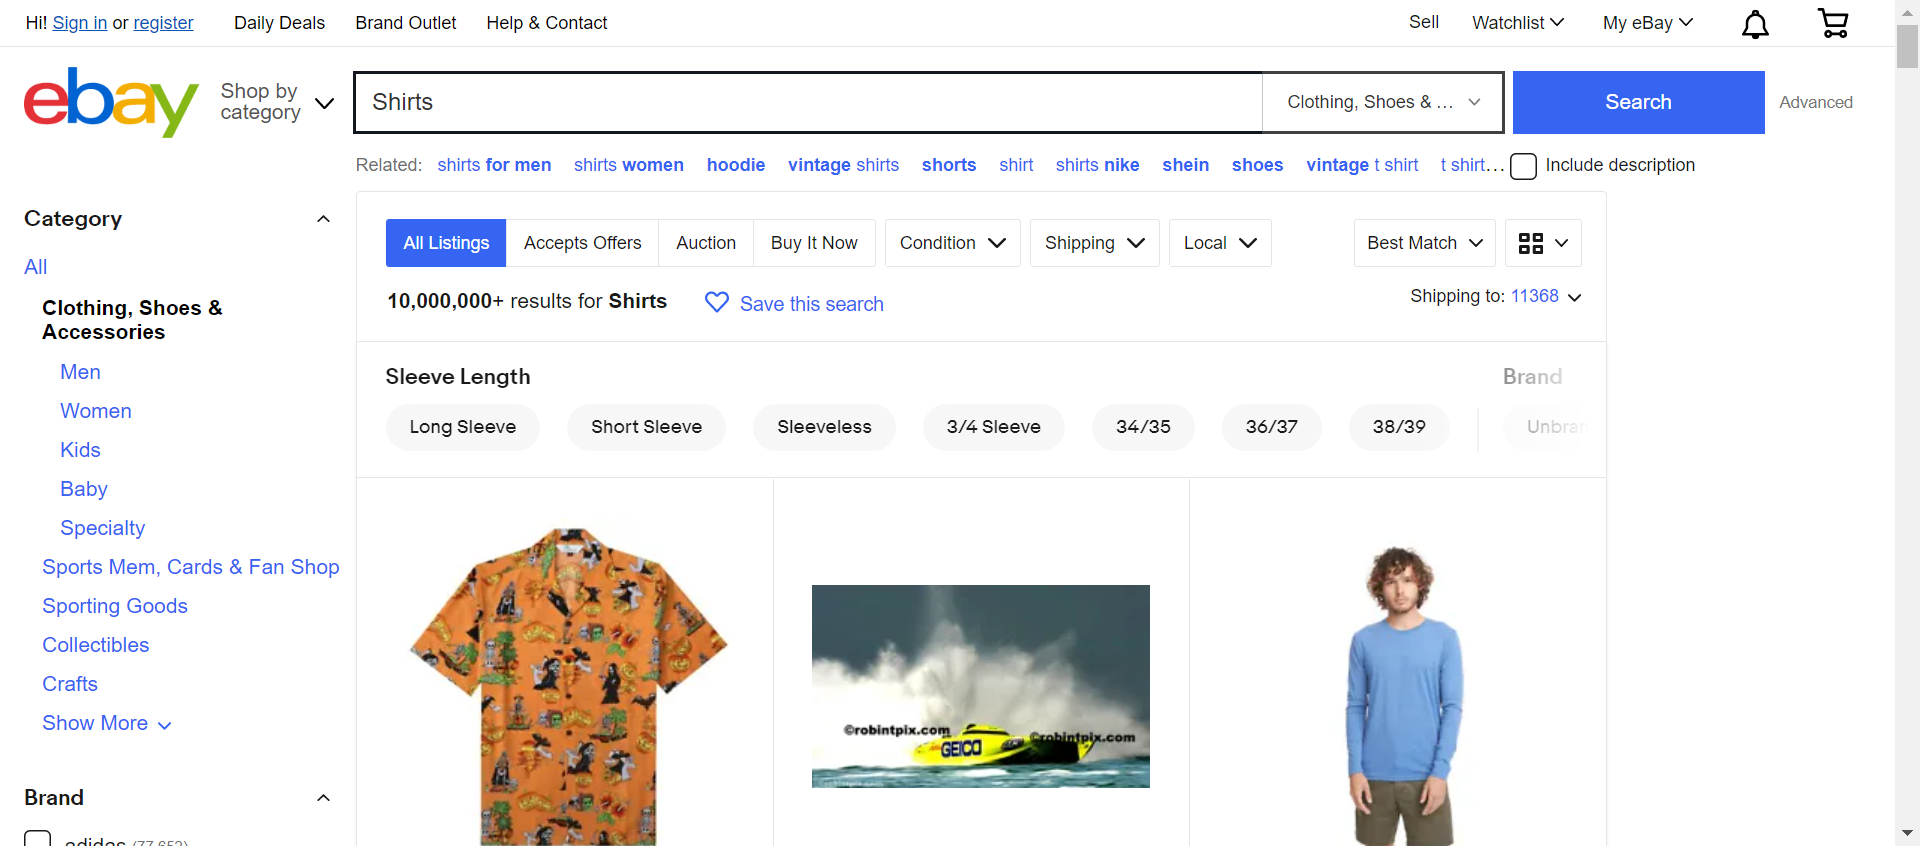 Hi! Sign in or register Daily Deals Brand Outlet Help & Contact Sell Watchlist My eBay
ebay
Shop by
category
Shirts
Clothing, Shoes & ...
Search
Advanced
Related: shirts for men shirts women hoodie vintage shirts shorts shirt shirts nike shein shoes vintage t shirt t shirt... Include description
Category
All
Clothing, Shoes &
Accessories
Men
Women
Kids
Baby
Specialty
Sports Mem, Cards & Fan Shop
Sporting Goods
Collectibles
Crafts
Show More
Brand
adidas (77,652)
All Listings Accepts Offers Auction Buy It Now Condition Shipping Local Best Match
10,000,000+ results for Shirts Save this search Shipping to: 11368
Sleeve Length
Long Sleeve Short Sleeve Sleeveless 3/4 Sleeve 34/35 36/37 38/39
Brand
Unbran
©robintpix.com
©robintpix.com
GEICO